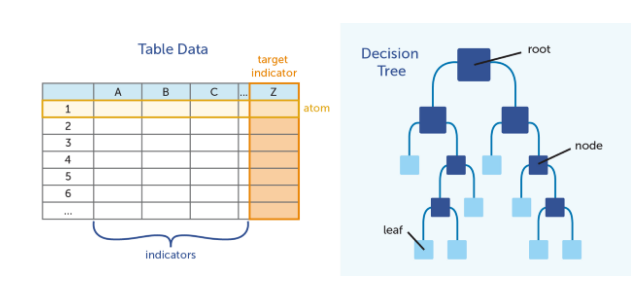 Table Data
target
indicator
A B C ... Z
1
atom
2
3
4
5
6
...
indicators
Decision
Tree
root
node
leaf